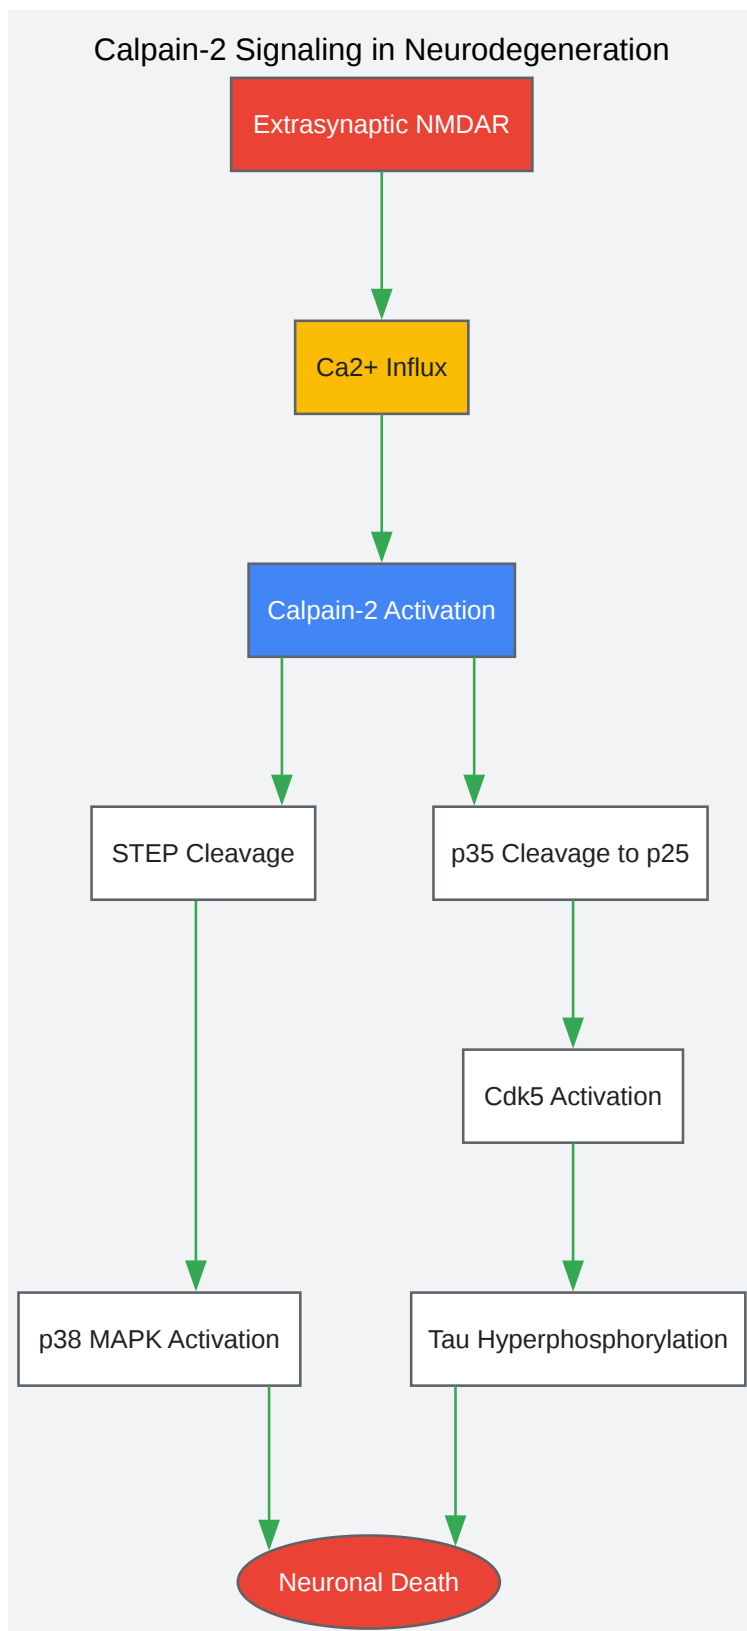 Calpain-2 Signaling in Neurodegeneration
Extrasynaptic NMDAR
Ca2+ Influx
Calpain-2 Activation
STEP Cleavage
p35 Cleavage to p25
Cdk5 Activation
p38 MAPK Activation
Tau Hyperphosphorylation
Neuronal Death